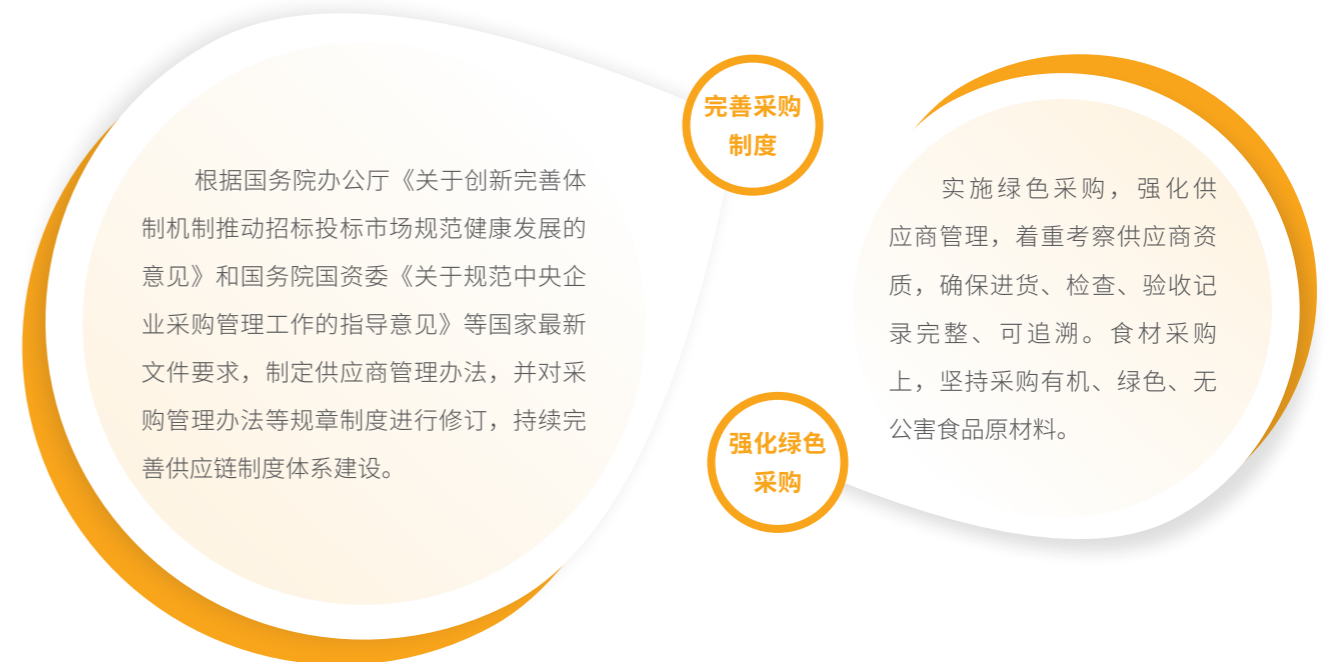 完善采购
制度
根据国务院办公厅《关于创新完善体
制机制推动招标投标市场规范健康发展的
意见》和国务院国资委《关于规范中央企
业采购管理工作的指导意见》等国家最新
文件要求，制定供应商管理办法，并对采
购管理办法等规章制度进行修订，持续完
善供应链制度体系建设。
强化绿色
采购
实施绿色采购，强化供
应商管理，着重考察供应商资
质，确保进货、检查、验收记
录完整、可追溯。食材采购
上，坚持采购有机、绿色、无
公害食品原材料。